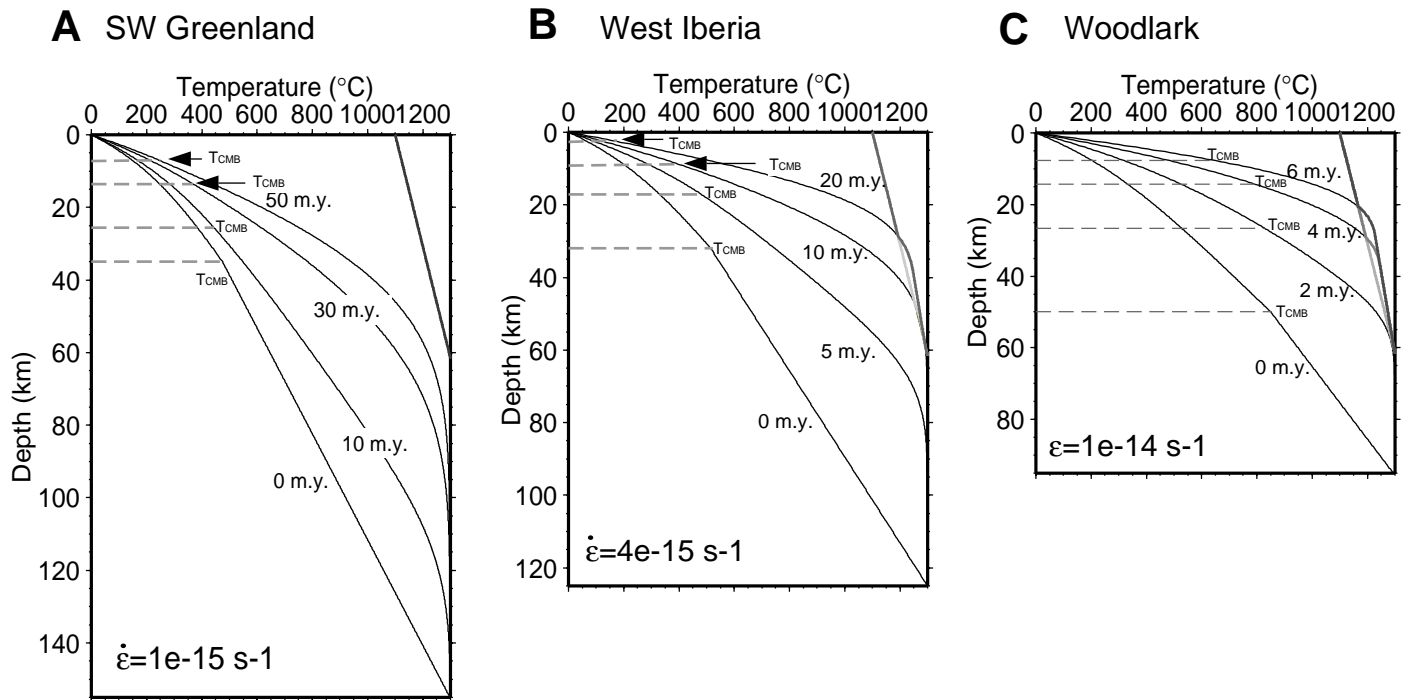 A SW Greenland
Temperature (°C)
0 200 400 600 800 1000 1200
0
20
40
60
80
100
120
140
Depth (km)
TCMB
TCMB
TCMB
TCMB
50 m.y.
30 m.y.
10 m.y.
0 m.y.
ε̇=1e-15 s-1
B West Iberia
Temperature (°C)
0 200 400 600 800 1000 1200
0
20
40
60
80
100
120
Depth (km)
TCMB
TCMB
TCMB
TCMB
20 m.y.
10 m.y.
5 m.y.
0 m.y.
ε̇=4e-15 s-1
C Woodlark
Temperature (°C)
0 200 400 600 800 1000 1200
0
20
40
60
80
Depth (km)
TCMB
TCMB
TCMB
TCMB
6 m.y.
4 m.y.
2 m.y.
0 m.y.
ε=1e-14 s-1